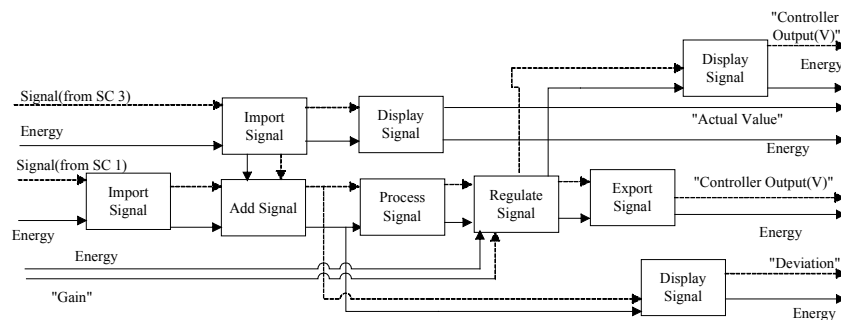 "Controller
Output(V)"
Display
Signal
Energy
Signal(from SC 3)
Import
Signal
Display
Signal
"Actual Value"
Energy
Energy
Signal(from SC 1)
Import
Signal
Add Signal
Process
Signal
Regulate
Signal
Export
Signal
"Controller Output(V)"
Energy
Energy
Energy
"Gain"
Display
Signal
"Deviation"
Energy